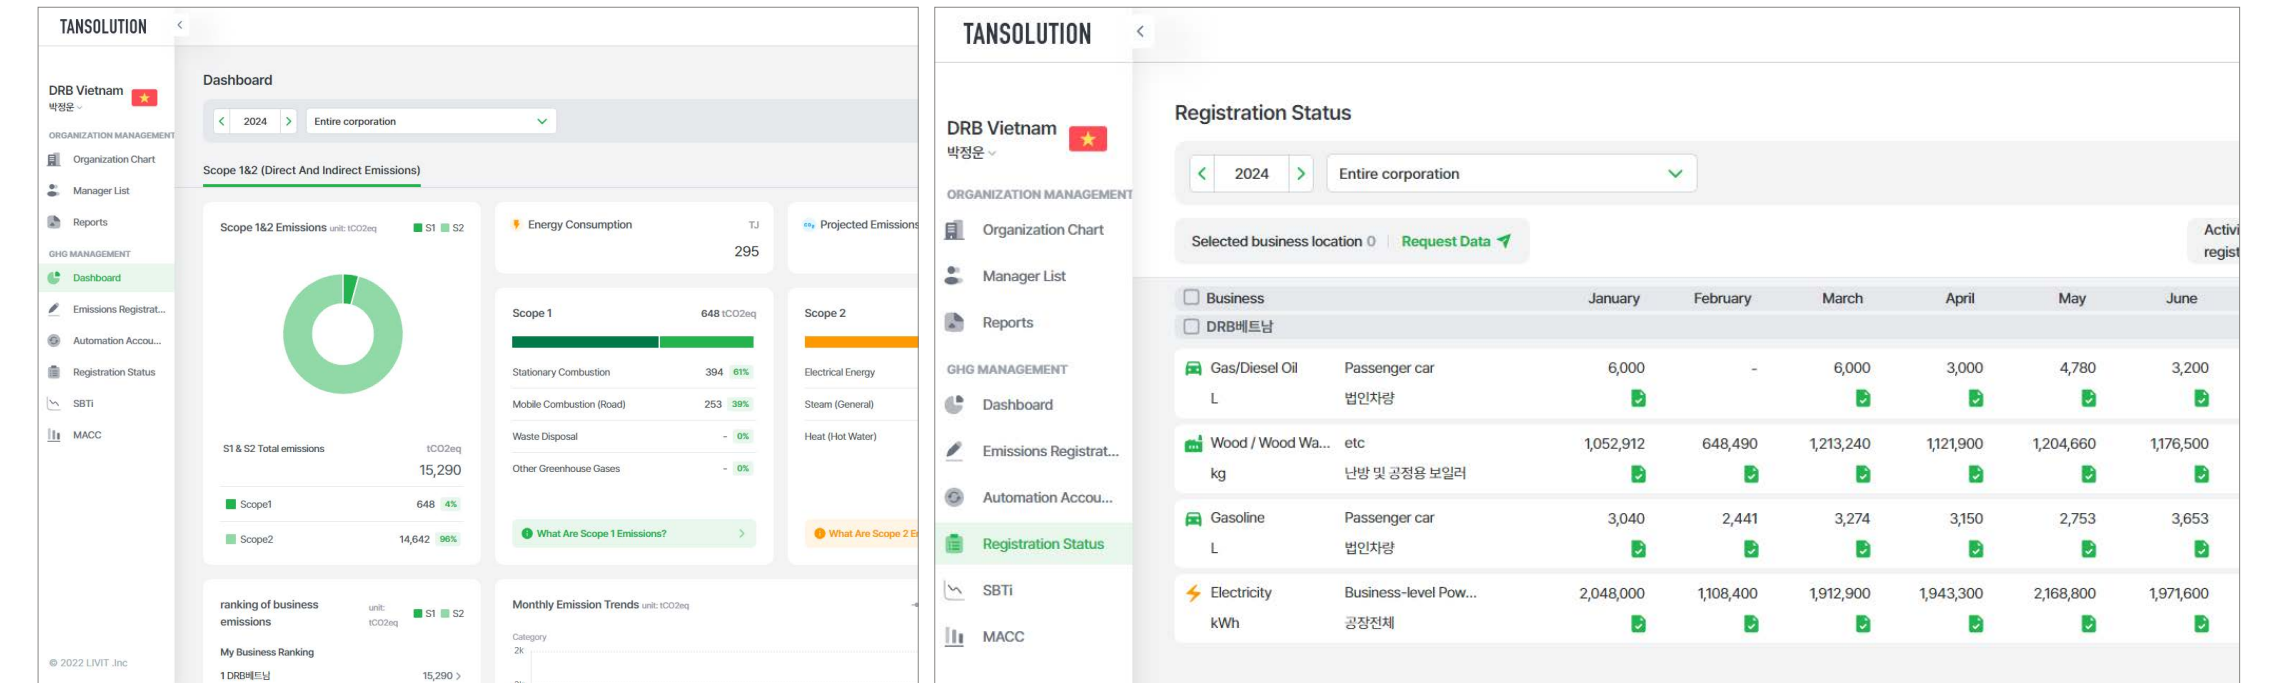 TANSOLUTION
DRB Vietnam
박정운
ORGANIZATION MANAGEMENT
Organization Chart
Manager List
Reports
GHG MANAGEMENT
Dashboard
Emissions Registrat...
Automation Accou...
Registration Status
SBTi
MACC
© 2022 LIVIT .Inc
Dashboard
2024
Entire corporation
Scope 1&2 (Direct And Indirect Emissions)
Scope 1&2 Emissions unit: tCO2eq S1 S2
S1 & S2 Total emissions tCO2eq
15,290
Scope1 648 4%
Scope2 14,642 96%
ranking of business emissions unit: tCO2eq S1 S2
My Business Ranking
1 DRB베트남 15,290
Energy Consumption TJ
295
Scope 1 648 tCO2eq
Stationary Combustion 394 61%
Mobile Combustion (Road) 253 39%
Waste Disposal - 0%
Other Greenhouse Gases - 0%
What Are Scope 1 Emissions?
Projected Emissions
Scope 2
Electrical Energy
Steam (General)
Heat (Hot Water)
What Are Scope 2
Monthly Emission Trends unit: tCO2eq
Category
2k
TANSOLUTION
DRB Vietnam
박정운
ORGANIZATION MANAGEMENT
Organization Chart
Manager List
Reports
GHG MANAGEMENT
Dashboard
Emissions Registrat...
Automation Accou...
Registration Status
SBTi
MACC
Registration Status
2024
Entire corporation
Selected business location 0 Request Data
Activi
regist
Business January February March April May June
DRB베트남
Gas/Diesel Oil Passenger car 6,000 - 6,000 3,000 4,780 3,200
L 법인차량
Wood / Wood Wa... etc 1,052,912 648,490 1,213,240 1,121,900 1,204,660 1,176,500
kg 난방 및 공정용 보일러
Gasoline Passenger car 3,040 2,441 3,274 3,150 2,753 3,653
L 법인차량
Electricity Business-level Pow... 2,048,000 1,108,400 1,912,900 1,943,300 2,168,800 1,971,600
kWh 공장전체